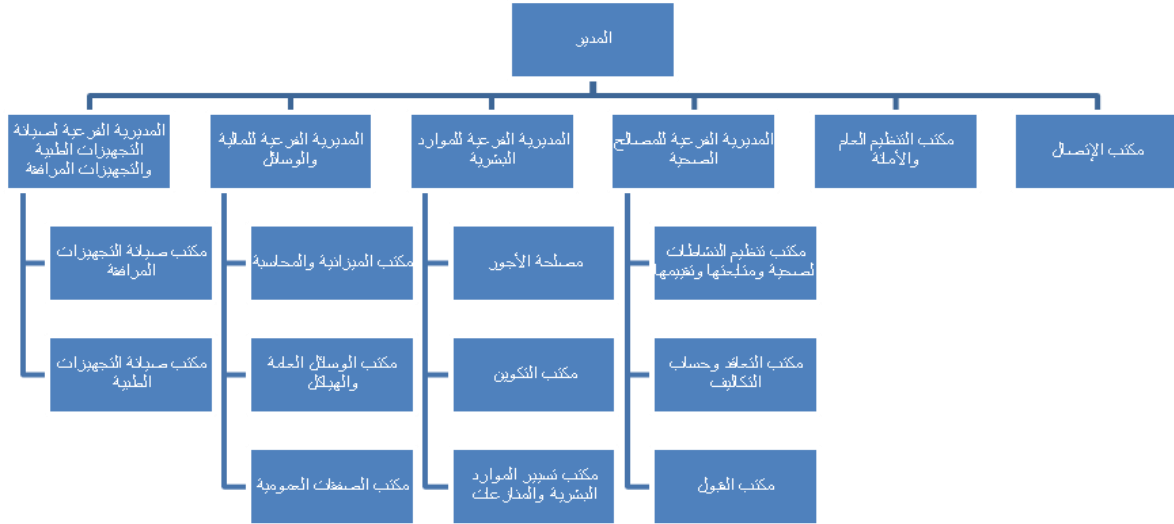 المدير
مكتب الإتصال
مكتب التنظيم العام
والأمانة
المديرية الفرعية للمصالح
الصحية
المديرية الفرعية للموارد
البشرية
المديرية الفرعية للمالية
والوسائل
المديرية الفرعية لصيانة
التجهيزات الطبية
والتجهيزات المرافقة
مكتب تنظيم النشاطات
لصحية ومتابعتها وتقييمها
مصلحة الأجور
مكتب الميزانية والمحاسبة
مكتب صيانة التجهيزات
المرافقة
مكتب التعاقد وحساب
التكاليف
مكتب التكوين
مكتب الوسائل العامة
والهياكل
مكتب صيانة التجهيزات
الطبية
مكتب القبول
مكتب تسيير الموارد
البشرية والمنازعات
مكتب الصفقات العمومية